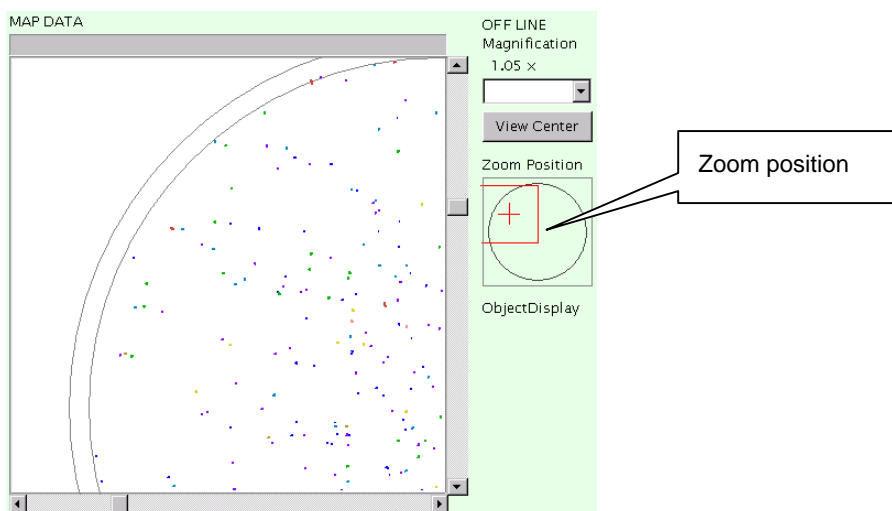 MAP DATA
OFF LINE
Magnification
1.05 ×
View Center
Zoom Position
Zoom position
ObjectDisplay